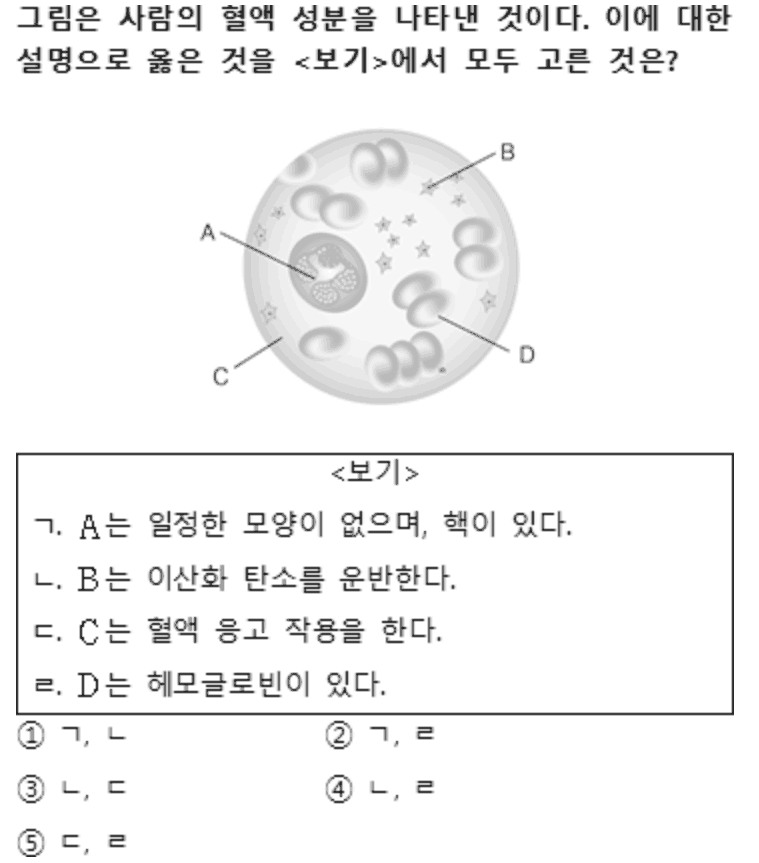 그림은 사람의 혈액 성분을 나타낸 것이다. 이에 대한
설명으로 옳은 것을 <보기>에서 모두 고른 것은?
B
A
D
C
<보기>
ㄱ. A는 일정한 모양이 없으며, 핵이 있다.
ㄴ. B는 이산화 탄소를 운반한다.
ㄷ. C는 혈액 응고 작용을 한다.
ㄹ. D는 헤모글로빈이 있다.
① ㄱ, ㄴ ② ㄱ, ㄹ
③ ㄴ, ㄷ ④ ㄴ, ㄹ
⑤ ㄷ, ㄹ